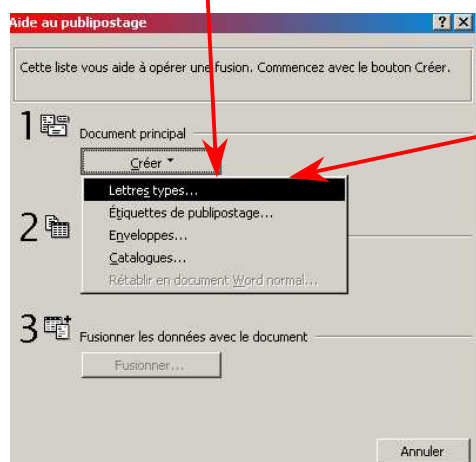 Aide au publipostage
Cette liste vous aide à opérer une fusion. Commencez avec le bouton Créer.
1
Document principal
Créer
Lettres types...
Étiquettes de publipostage...
2
Enveloppes...
Catalogues...
Rétablir en document Word normal...
3
Fusionner les données avec le document
Fusionner...
Annuler